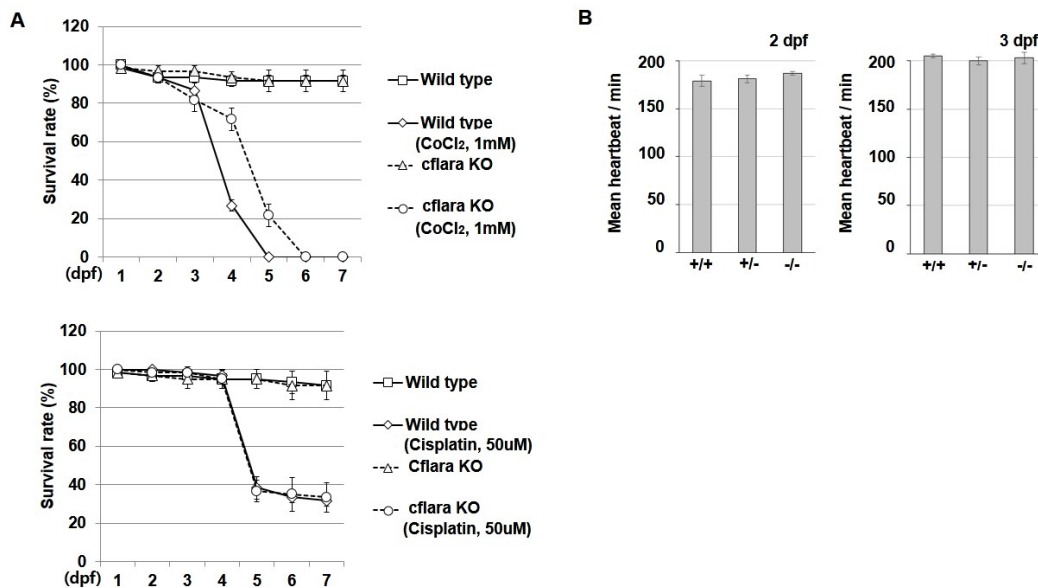 A
120
100
80
60
40
20
0
Survival rate (%)
(dpf) 1 2 3 4 5 6 7
Wild type
Wild type
(CoCl₂, 1mM)
cflara KO
cflara KO
(CoCl₂, 1mM)
120
100
80
60
40
20
0
Survival rate (%)
(dpf) 1 2 3 4 5 6 7
Wild type
Wild type
(Cisplatin, 50uM)
Cflara KO
cflara KO
(Cisplatin, 50uM)
B
2 dpf
200
150
100
50
0
Mean heartbeat / min
+/+ +/- -/-
3 dpf
200
150
100
50
0
Mean heartbeat / min
+/+ +/- -/-